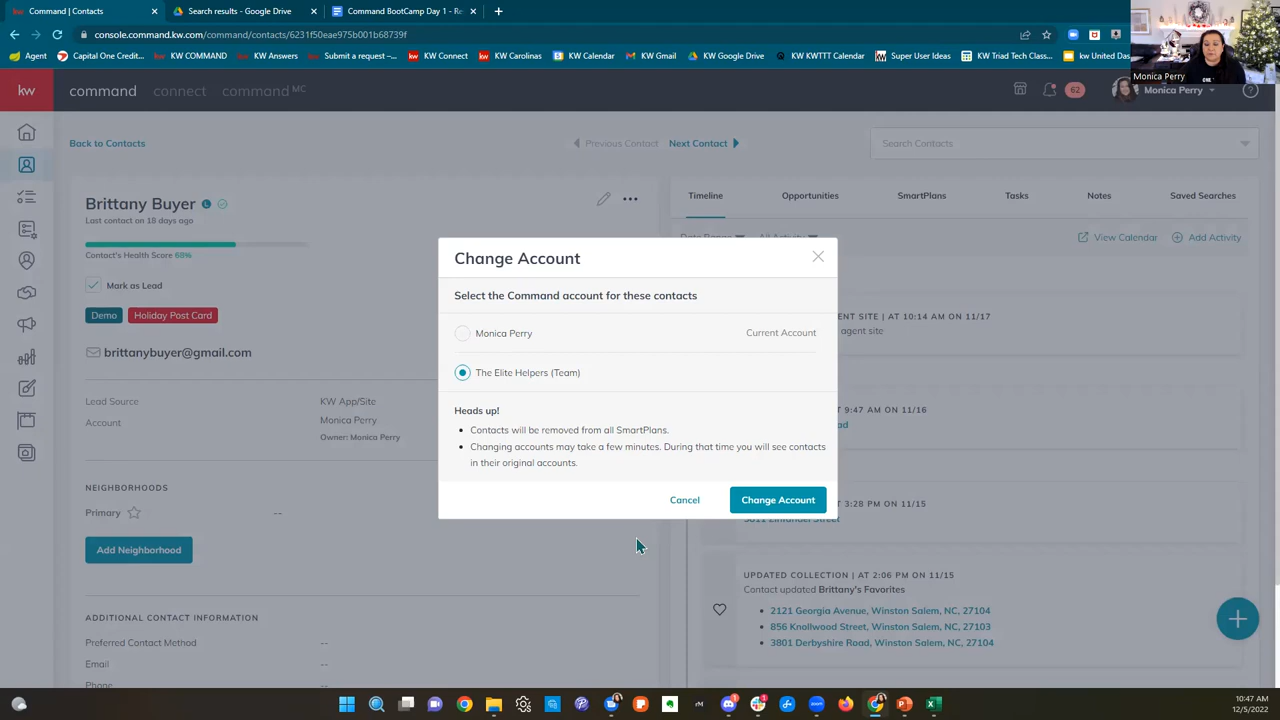 Command | Contacts
Search results - Google Drive
Command BootCamp Day 1 - Re
console.command.kw.com/command/contacts/6231f50eae975b001b68739f
Agent
Capital One Credit...
KW COMMAND
KW Answers
Submit a request –...
KW Connect
KW Carolinas
KW Calendar
KW Gmail
KW Google Drive
KW KWTTT Calendar
Super User Ideas
KW Triad Tech Class...
kw United Das
Monica Perry
kw
command
connect
command MC
62
Monica Perry
Back to Contacts
Previous Contact
Next Contact
Search Contacts
Brittany Buyer
L
Last contact on 18 days ago
Contact's Health Score 68%
Mark as Lead
Demo
Holiday Post Card
brittanybuyer@gmail.com
Lead Source
KW App/Site
Account
Monica Perry
Owner: Monica Perry
NEIGHBORHOODS
Primary
--
Add Neighborhood
ADDITIONAL CONTACT INFORMATION
Preferred Contact Method
--
Email
--
Phone
Timeline
Opportunities
SmartPlans
Tasks
Notes
Saved Searches
View Calendar
Add Activity
Change Account
Select the Command account for these contacts
Monica Perry
Current Account
The Elite Helpers (Team)
Heads up!
• Contacts will be removed from all SmartPlans.
• Changing accounts may take a few minutes. During that time you will see contacts
in their original accounts.
Cancel
Change Account
ENT SITE | AT 10:14 AM ON 11/17
agent site
9:47 AM ON 11/16
ad
3:28 PM ON 11/15
UPDATED COLLECTION | AT 2:06 PM ON 11/15
Contact updated Brittany's Favorites
• 2121 Georgia Avenue, Winston Salem, NC, 27104
• 856 Knollwood Street, Winston Salem, NC, 27103
• 3801 Derbyshire Road, Winston Salem, NC, 27104
10:47 AM
12/5/2022